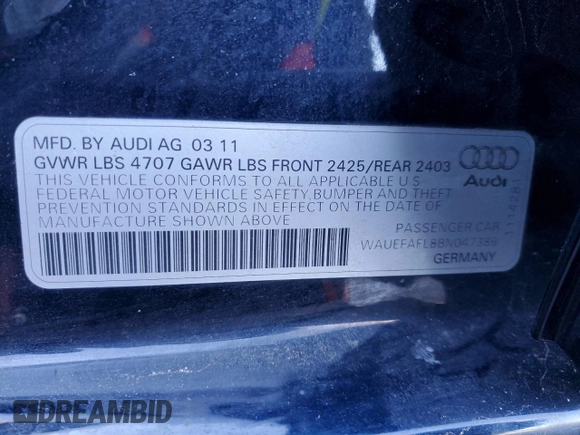 MFD. BY AUDI AG 03 11
GVWR LBS 4707 GAWR LBS FRONT 2425/REAR 2403
THIS VEHICLE CONFORMS TO ALL APPLICABLE U S
FEDERAL MOTOR VEHICLE SAFETY, BUMPER AND THEFT
PREVENTION STANDARDS IN EFFECT ON THE DATE OF
MANUFACTURE SHOWN ABOVE
Audi
PASSENGER CAR
WAUEFAFL8BN047388
GERMANY
DREAMBID